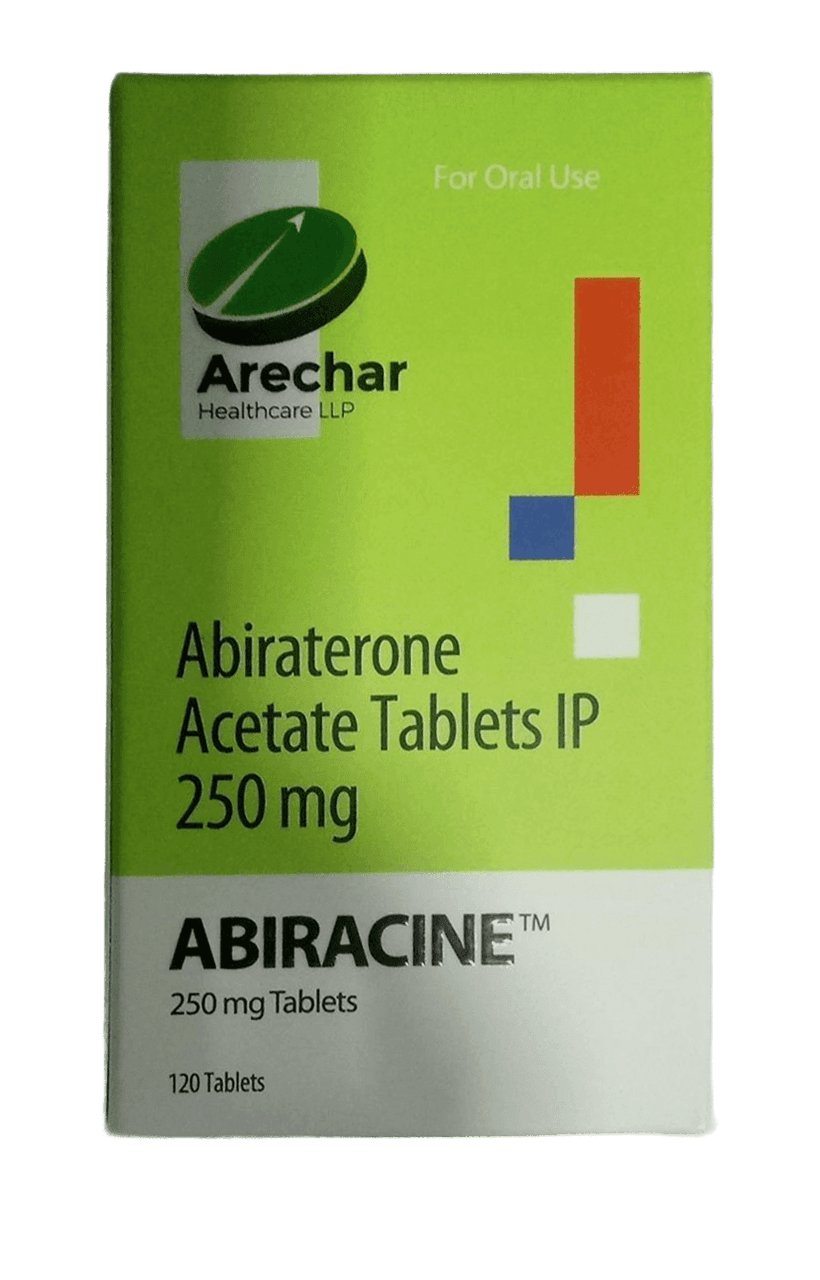 For Oral Use
Arechar
Healthcare LLP
Abiraterone
Acetate Tablets IP
250 mg
ABIRACINE™
250 mg Tablets
120 Tablets